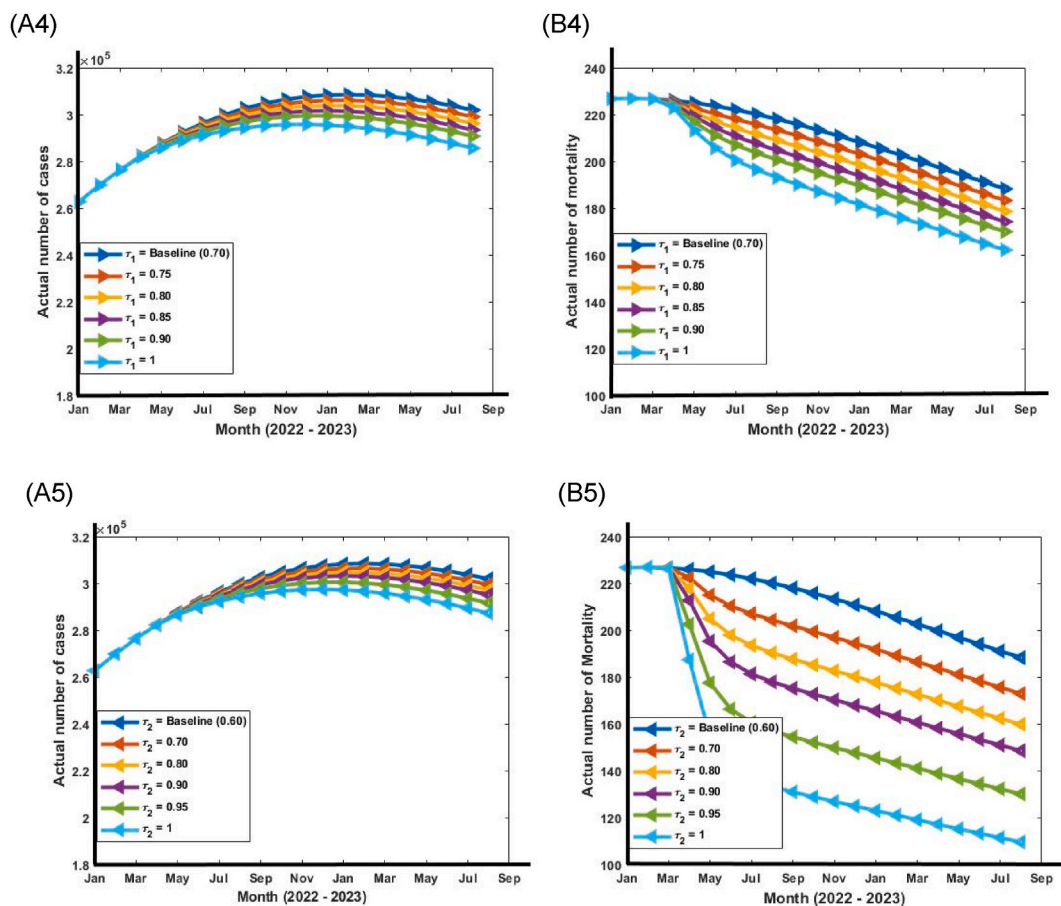 (A4)
×10⁵
3.2
3
2.8
2.6
2.4
2.2
2
1.8
Actual number of cases
τ₁ = Baseline (0.70)
τ₁ = 0.75
τ₁ = 0.80
τ₁ = 0.85
τ₁ = 0.90
τ₁ = 1
Jan Mar May Jul Sep Nov Jan Mar May Jul Sep
Month (2022 - 2023)
(B4)
240
220
200
180
160
140
120
100
Actual number of mortality
τ₁ = Baseline (0.70)
τ₁ = 0.75
τ₁ = 0.80
τ₁ = 0.85
τ₁ = 0.90
τ₁ = 1
Jan Mar May Jul Sep Nov Jan Mar May Jul Sep
Month (2022 - 2023)
(A5)
×10⁵
3.2
3
2.8
2.6
2.4
2.2
2
1.8
Actual number of cases
τ₂ = Baseline (0.60)
τ₂ = 0.70
τ₂ = 0.80
τ₂ = 0.90
τ₂ = 0.95
τ₂ = 1
Jan Mar May Jul Sep Nov Jan Mar May Jul Sep
Month (2022 - 2023)
(B5)
240
220
200
180
160
140
120
100
Actual number of Mortality
τ₂ = Baseline (0.60)
τ₂ = 0.70
τ₂ = 0.80
τ₂ = 0.90
τ₂ = 0.95
τ₂ = 1
Jan Mar May Jul Sep Nov Jan Mar May Jul Sep
Month (2022 - 2023)